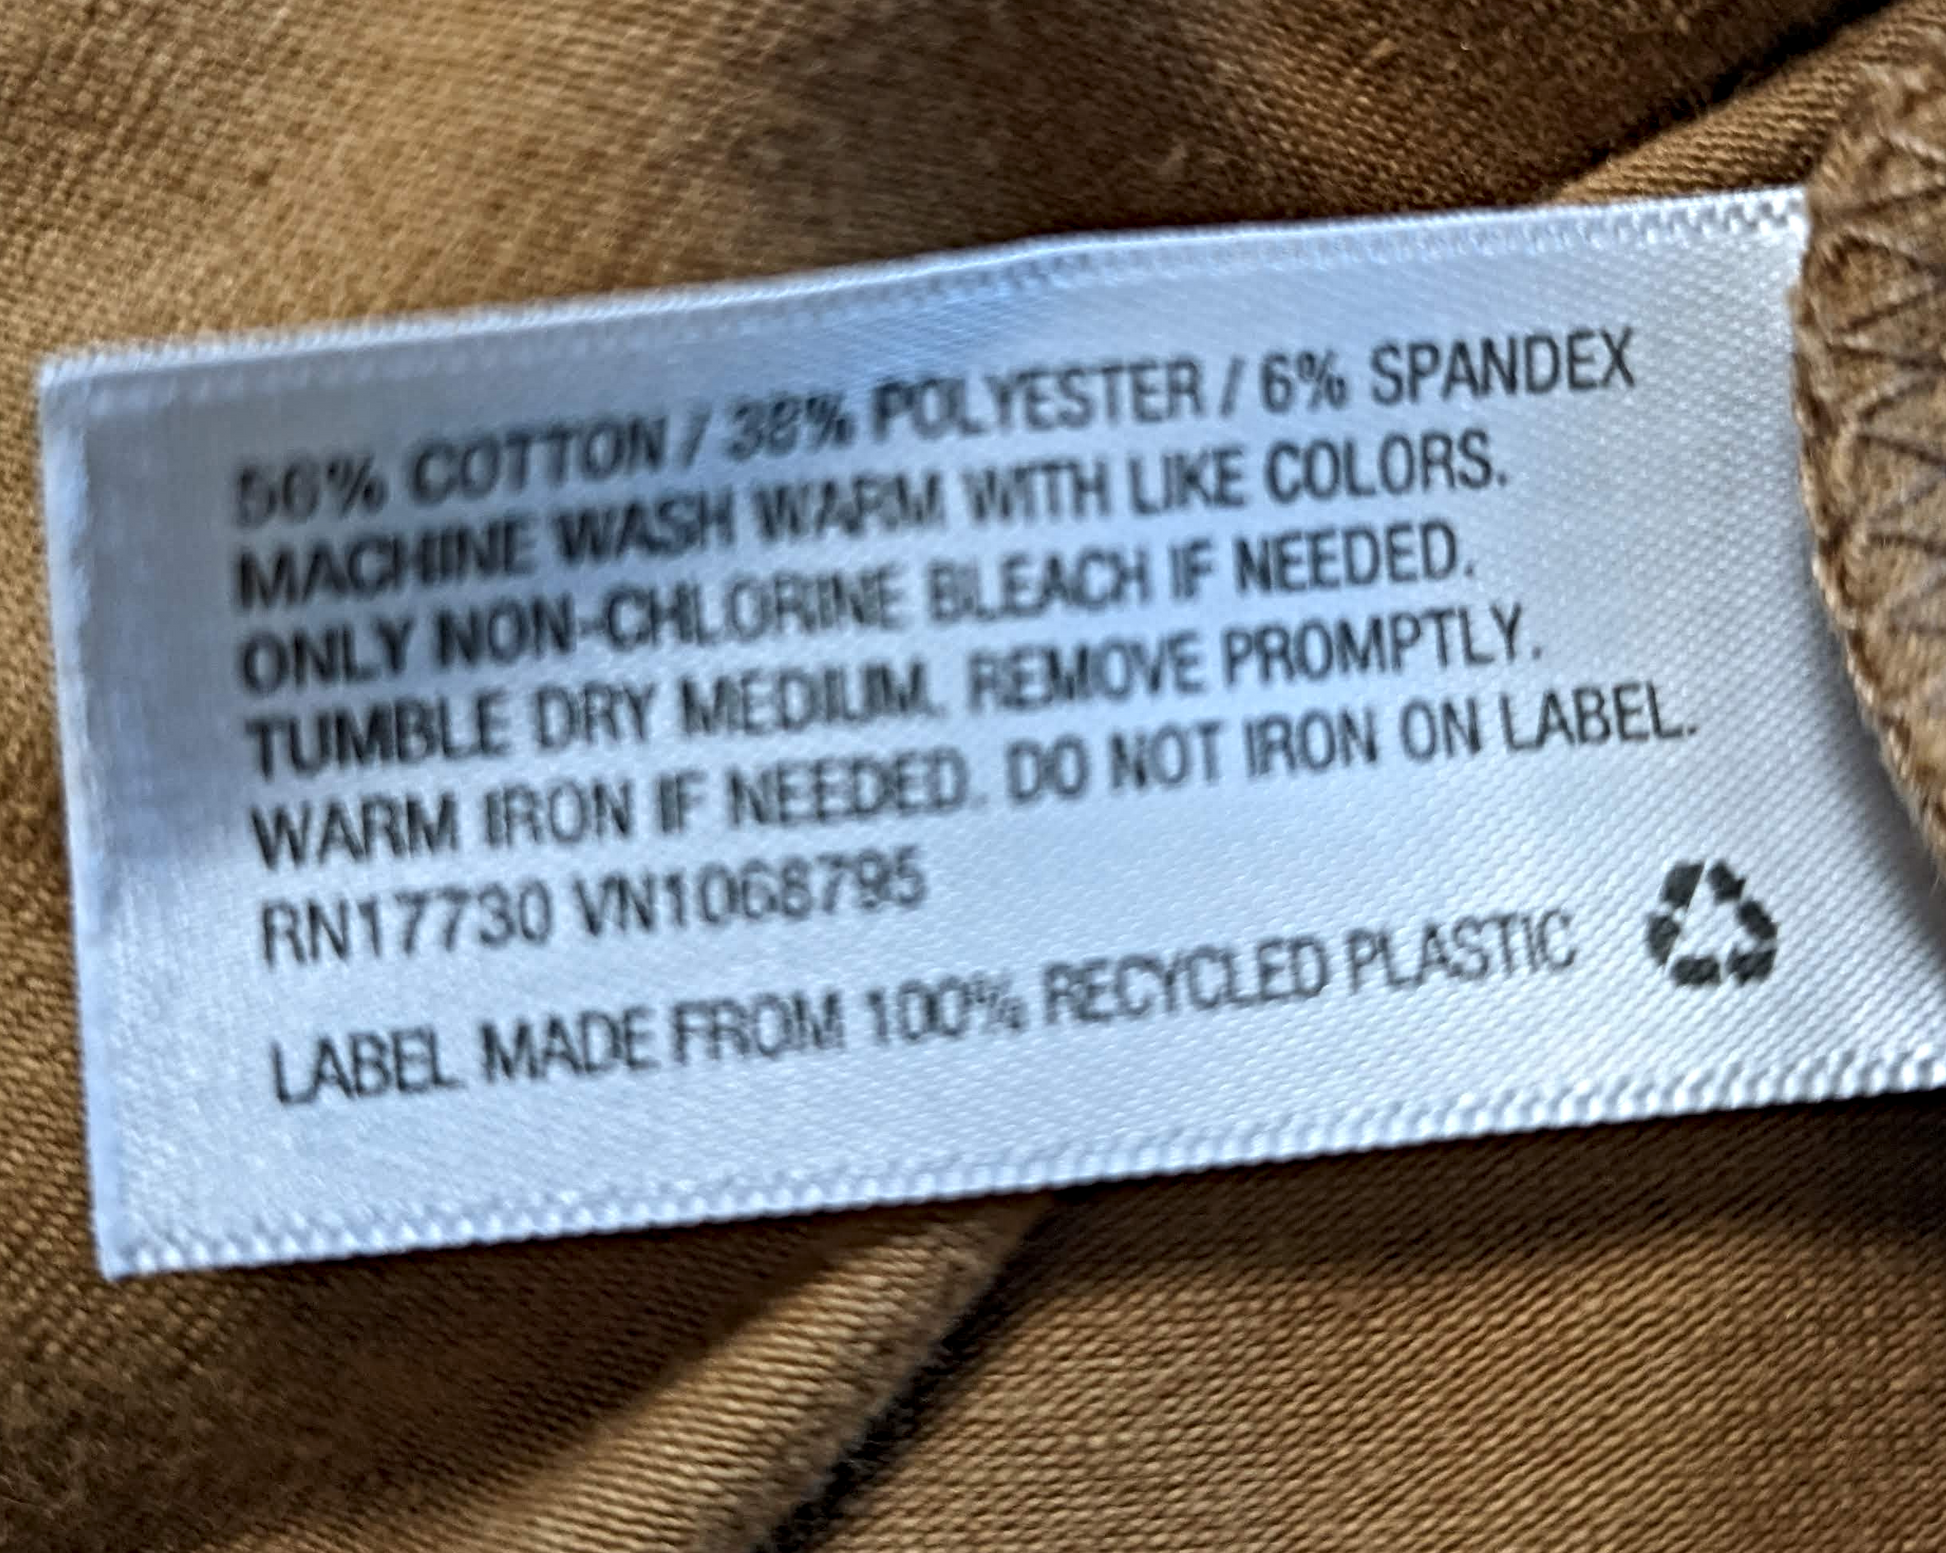 56% COTTON / 38% POLYESTER / 6% SPANDEX
MACHINE WASH WARM WITH LIKE COLORS.
ONLY NON-CHLORINE BLEACH IF NEEDED.
TUMBLE DRY MEDIUM. REMOVE PROMPTLY.
WARM IRON IF NEEDED. DO NOT IRON ON LABEL.
RN17730 VN1068795
LABEL MADE FROM 100% RECYCLED PLASTIC